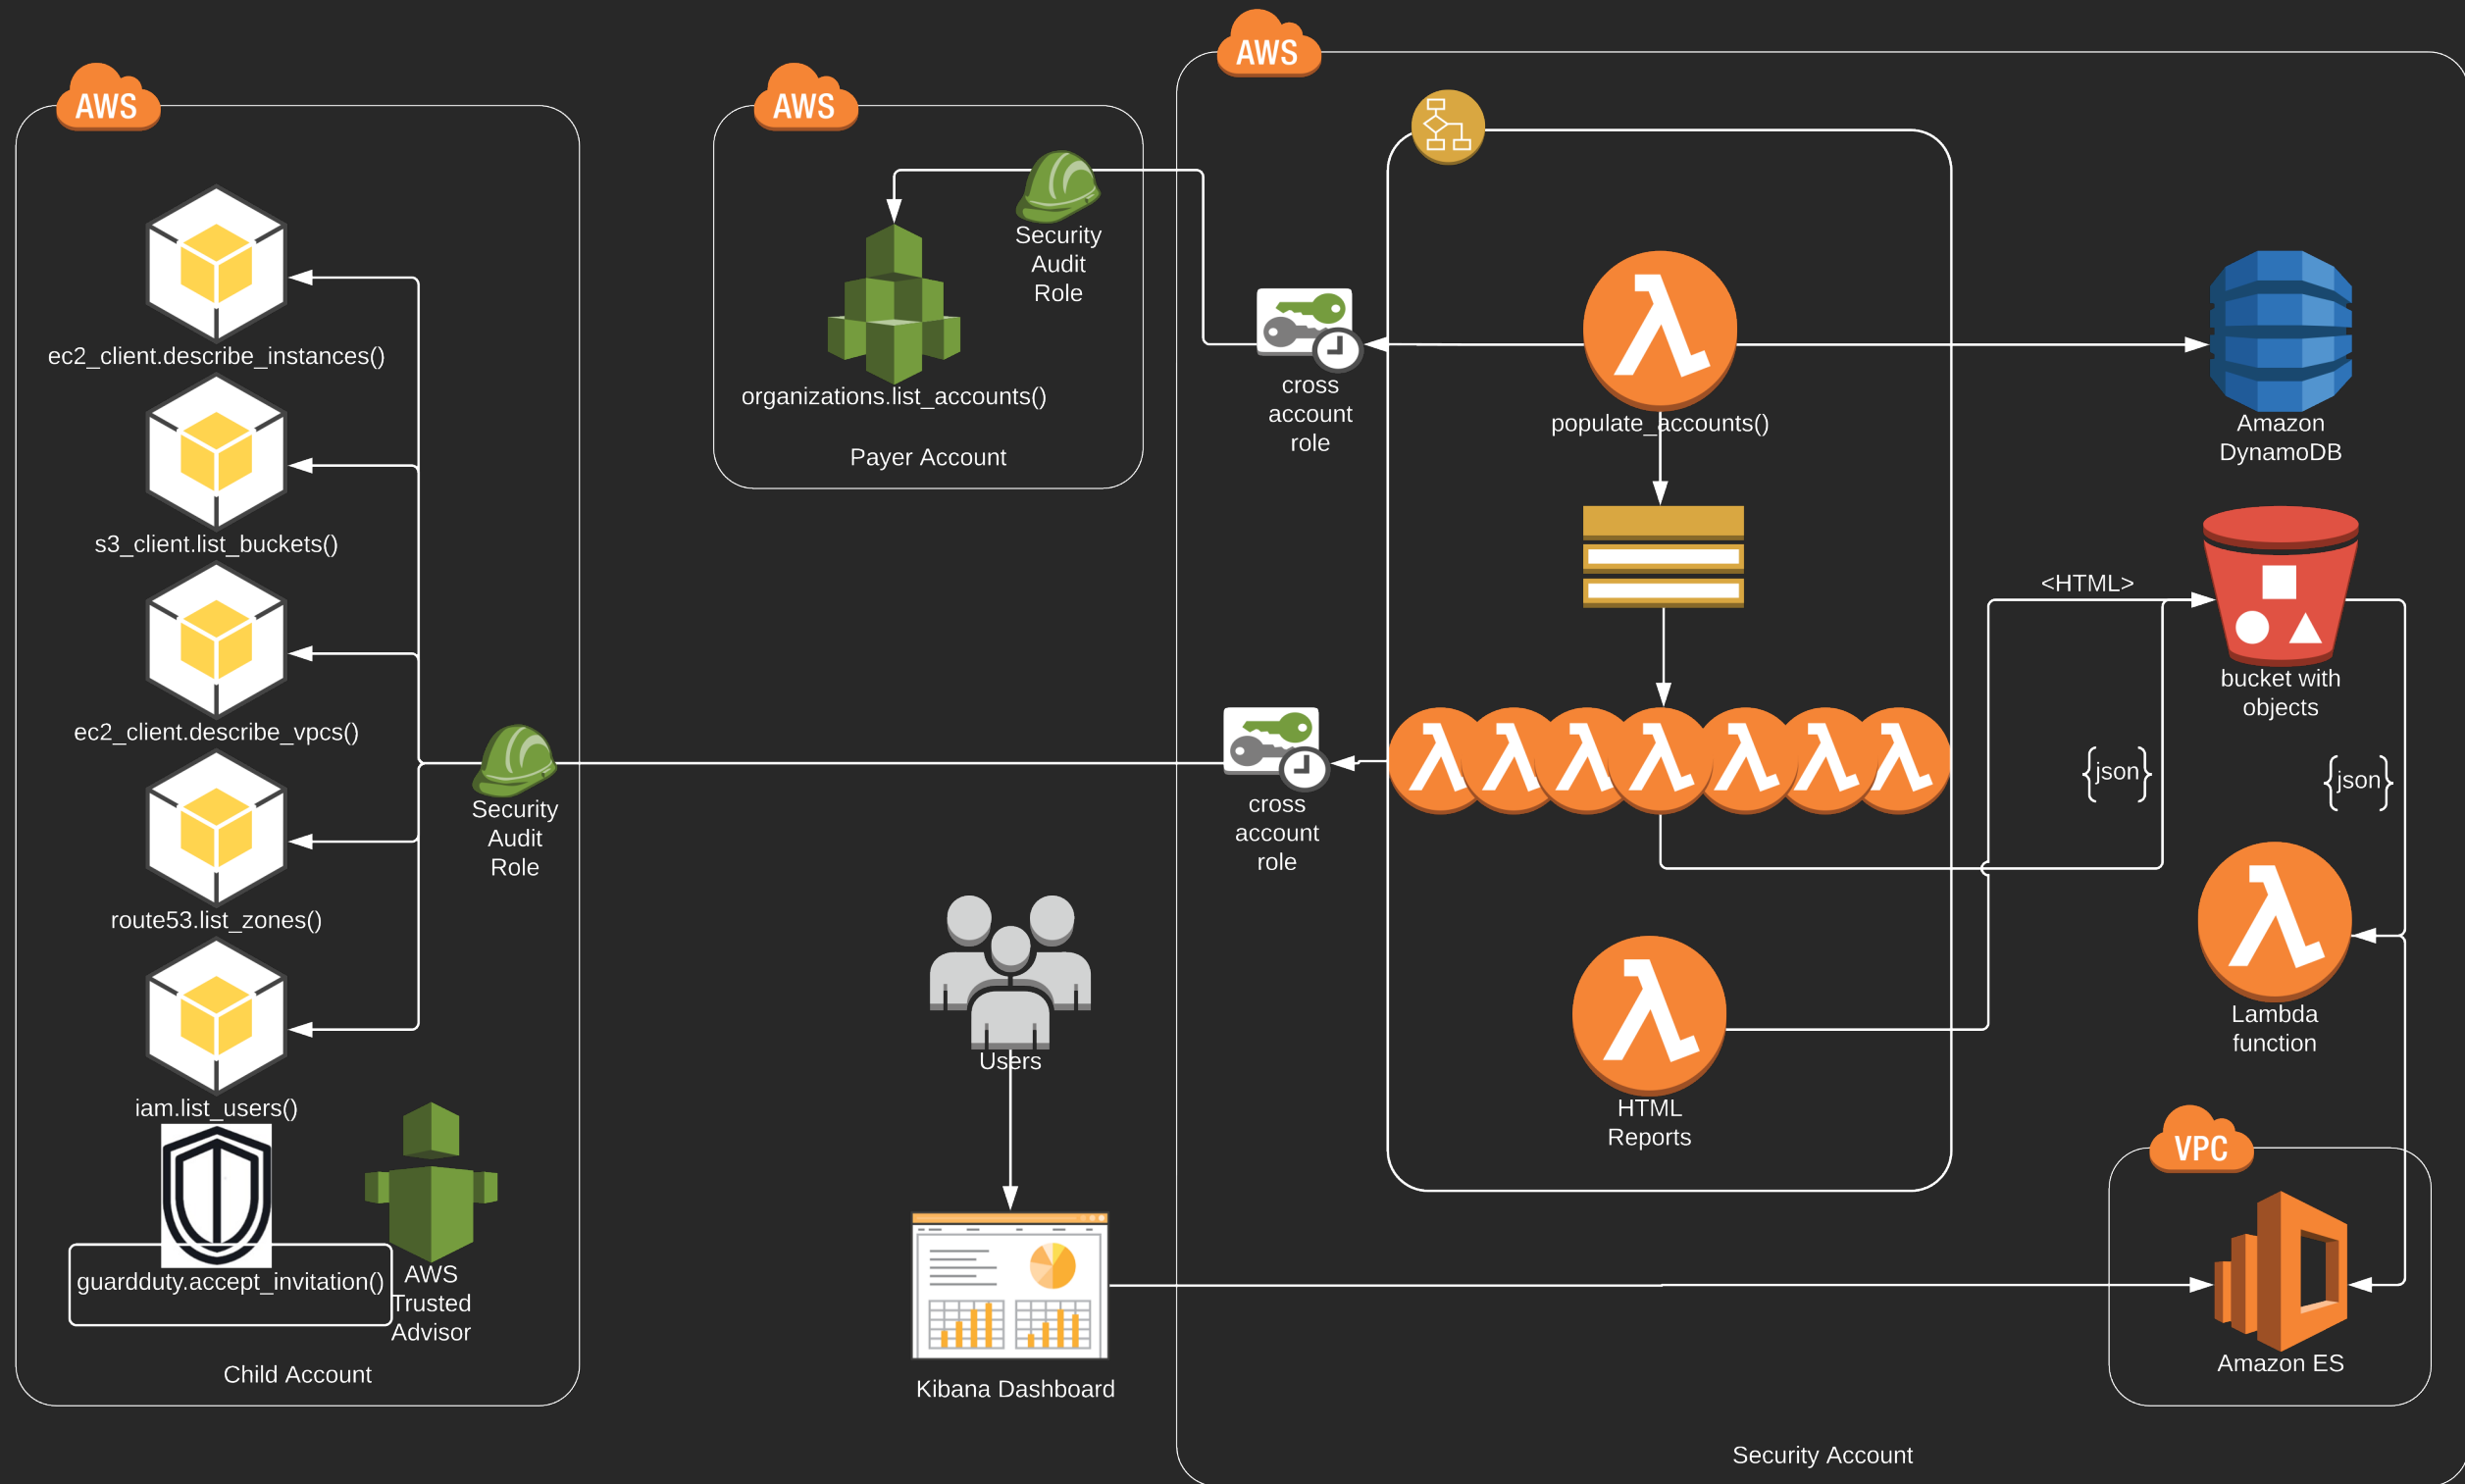 AWS
ec2_client.describe_instances()
s3_client.list_buckets()
ec2_client.describe_vpcs()
route53.list_zones()
iam.list_users()
guardduty.accept_invitation()
AWS
Trusted
Advisor
Child Account
Security
Audit
Role
AWS
Security
Audit
Role
organizations.list_accounts()
Payer Account
Users
Kibana Dashboard
AWS
cross
account
role
populate_accounts()
Amazon
DynamoDB
<HTML>
bucket with
objects
cross
account
role
{json}
{json}
Lambda
function
HTML
Reports
VPC
Amazon ES
Security Account